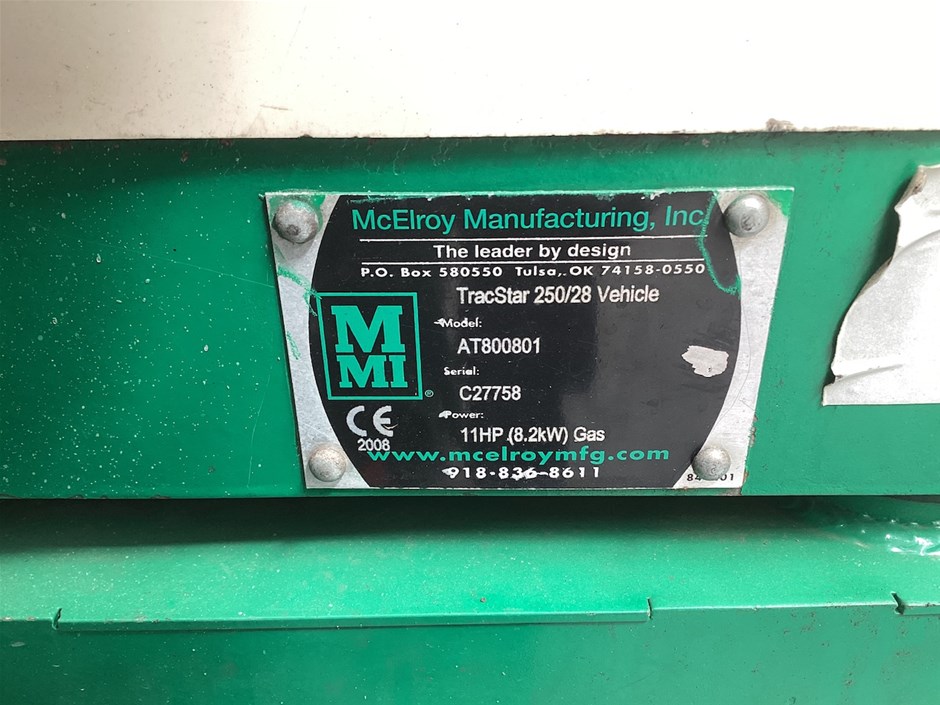 McElroy Manufacturing, Inc
The leader by design
P.O. Box 580550 Tulsa, OK 74158-0550
TracStar 250/28 Vehicle
M
MI
®
Model:
AT800801
Serial:
C27758
Power:
CE
2008
11HP (8.2kW) Gas
www.mcelroymfg.com
918-836-8611